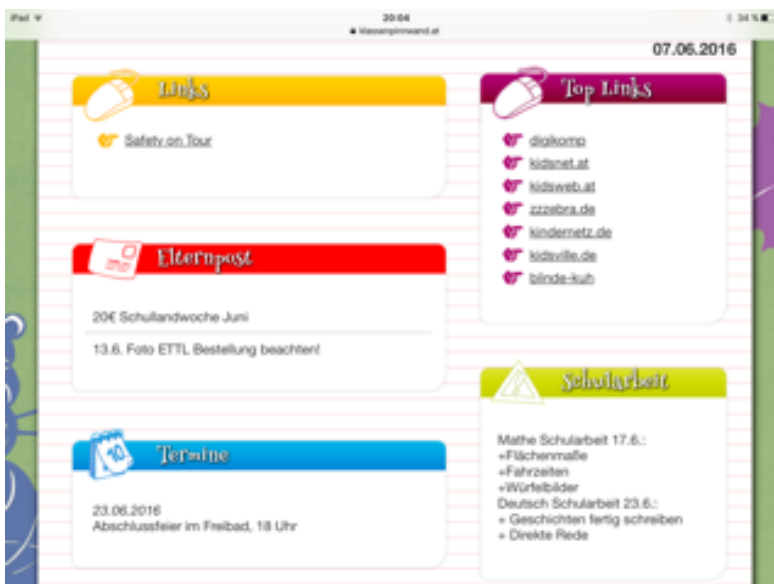 iPad
20:04
34 %
klassenpinnwand.at
07.06.2016
Links
Safety on Tour
Elternpost
20€ Schullandwoche Juni
13.6. Foto ETTL Bestellung beachten!
Termine
10
23.06.2016
Abschlussfeier im Freibad, 18 Uhr
Top Links
digikomp
kidsnet.at
kidsweb.at
zzzebra.de
kindernetz.de
kidsville.de
blinde-kuh
Schularbeit
Mathe Schularbeit 17.6.:
+Flächenmaße
+Fahrzeiten
+Würfelbilder
Deutsch Schularbeit 23.6.:
+ Geschichten fertig schreiben
+ Direkte Rede